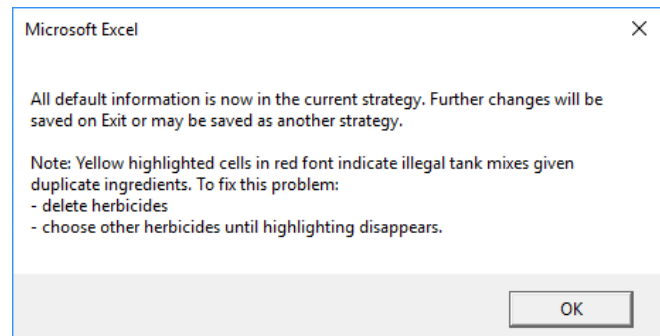 Microsoft Excel
All default information is now in the current strategy. Further changes will be
saved on Exit or may be saved as another strategy.
Note: Yellow highlighted cells in red font indicate illegal tank mixes given
duplicate ingredients. To fix this problem:
- delete herbicides
- choose other herbicides until highlighting disappears.
OK